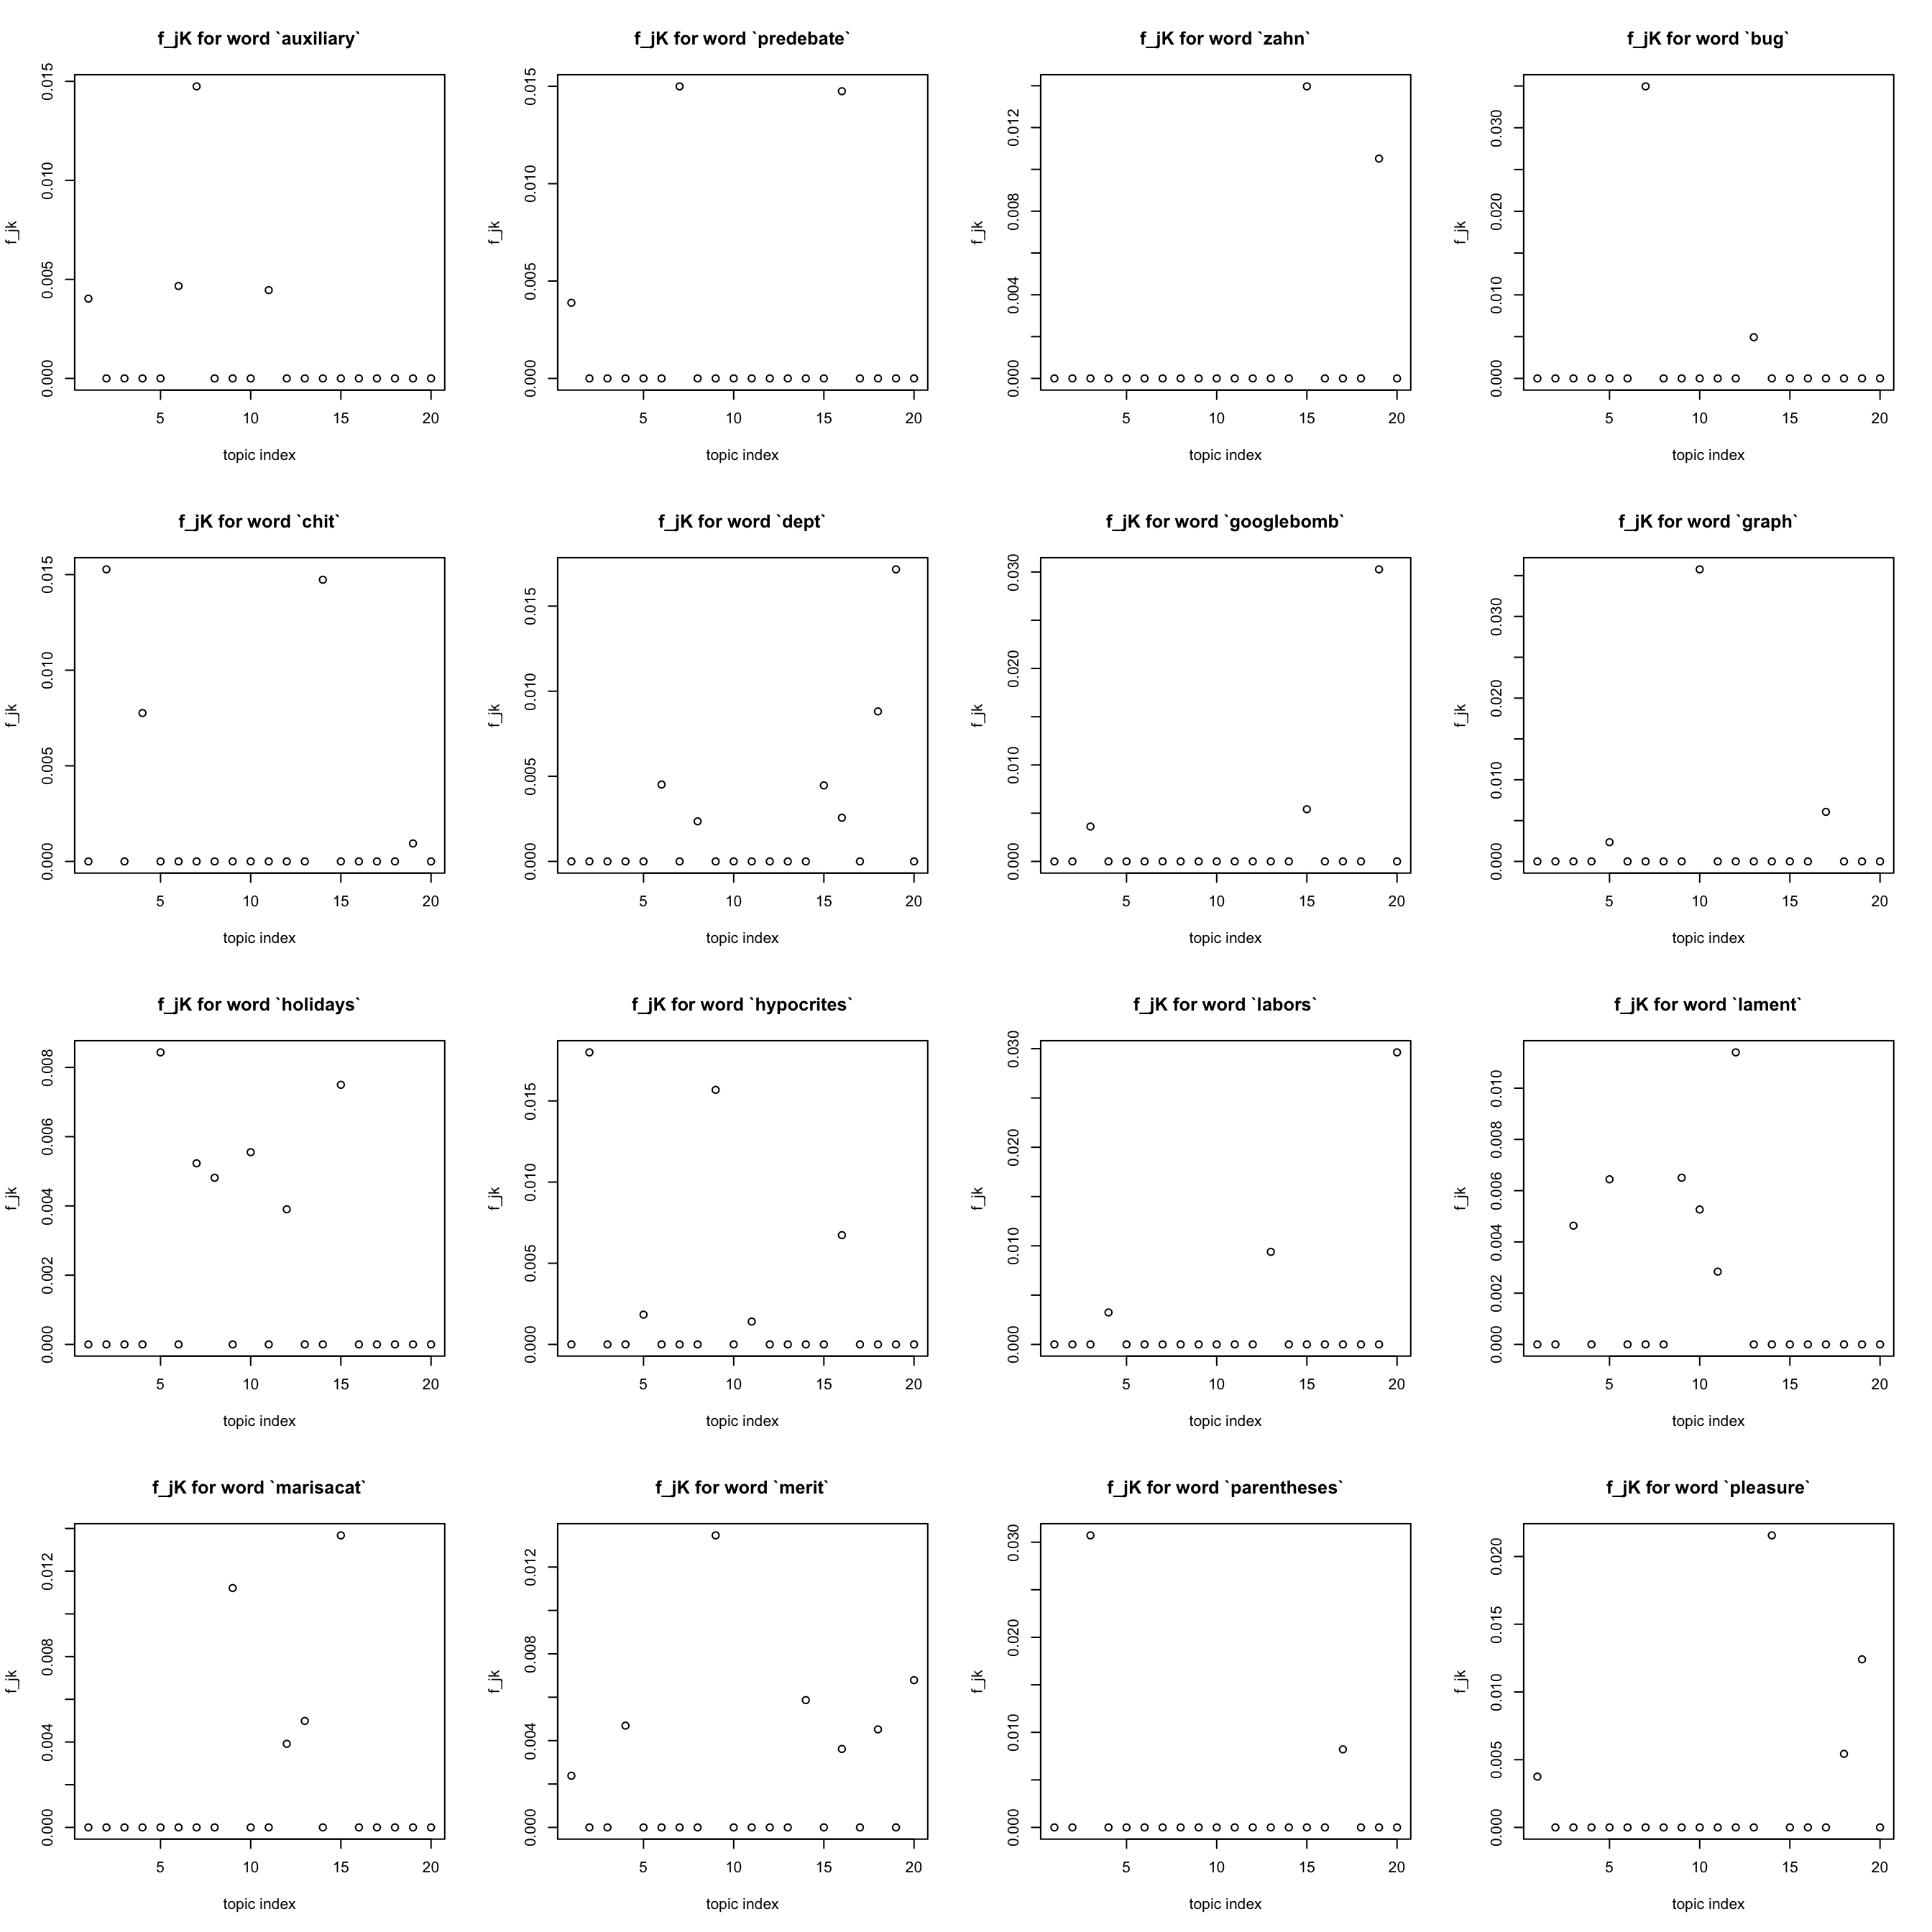 f_jK for word `auxiliary`
f_jk
0.000 0.005 0.010 0.015
5 10 15 20
topic index
f_jK for word `predebate`
f_jk
0.000 0.005 0.010 0.015
5 10 15 20
topic index
f_jK for word `zahn`
f_jk
0.000 0.004 0.008 0.012
5 10 15 20
topic index
f_jK for word `bug`
f_jk
0.000 0.010 0.020 0.030
5 10 15 20
topic index
f_jK for word `chit`
f_jk
0.000 0.005 0.010 0.015
5 10 15 20
topic index
f_jK for word `dept`
f_jk
0.000 0.005 0.010 0.015
5 10 15 20
topic index
f_jK for word `googlebomb`
f_jk
0.000 0.010 0.020 0.030
5 10 15 20
topic index
f_jK for word `graph`
f_jk
0.000 0.010 0.020 0.030
5 10 15 20
topic index
f_jK for word `holidays`
f_jk
0.000 0.002 0.004 0.006 0.008
5 10 15 20
topic index
f_jK for word `hypocrites`
f_jk
0.000 0.005 0.010 0.015
5 10 15 20
topic index
f_jK for word `labors`
f_jk
0.000 0.010 0.020 0.030
5 10 15 20
topic index
f_jK for word `lament`
f_jk
0.000 0.002 0.004 0.006 0.008 0.010
5 10 15 20
topic index
f_jK for word `marisacat`
f_jk
0.000 0.004 0.008 0.012
5 10 15 20
topic index
f_jK for word `merit`
f_jk
0.000 0.004 0.008 0.012
5 10 15 20
topic index
f_jK for word `parentheses`
f_jk
0.000 0.010 0.020 0.030
5 10 15 20
topic index
f_jK for word `pleasure`
f_jk
0.000 0.005 0.010 0.015 0.020
5 10 15 20
topic index